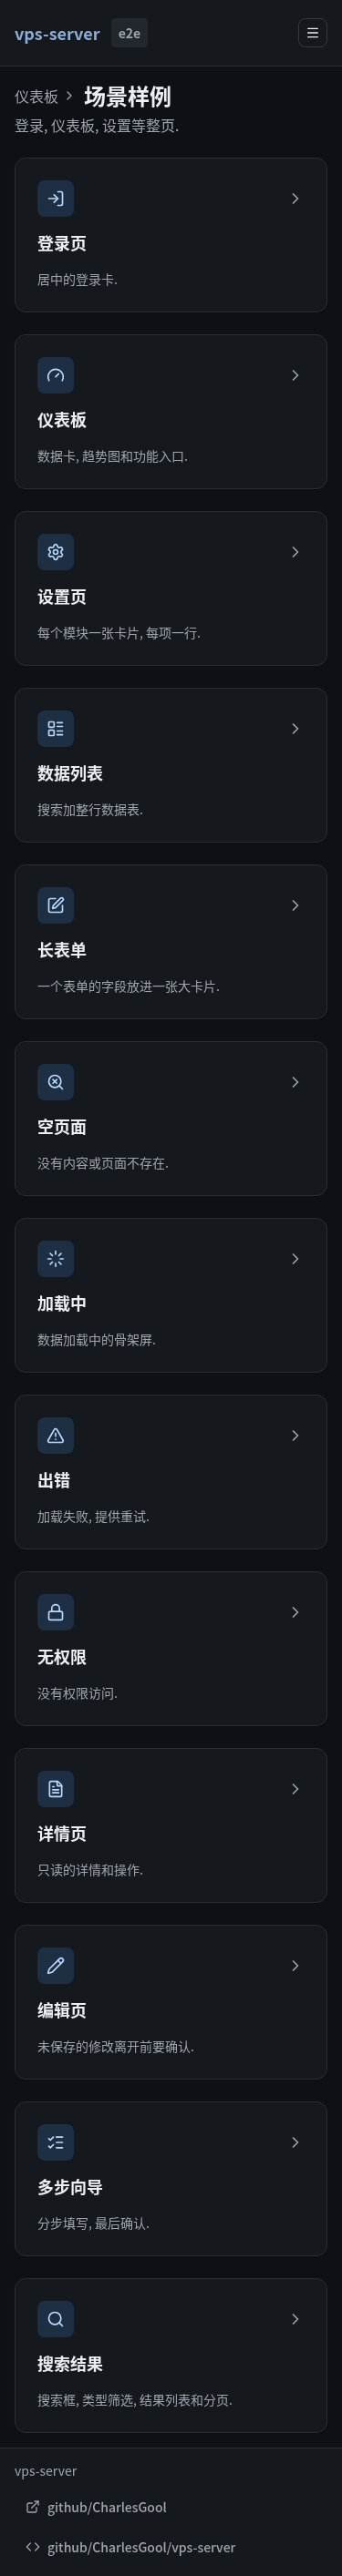 vps-server e2e
仪表板 场景样例
登录, 仪表板, 设置等整页.
登录页
居中的登录卡.
仪表板
数据卡, 趋势图和功能入口.
设置页
每个模块一张卡片, 每项一行.
数据列表
搜索加整行数据表.
长表单
一个表单的字段放进一张大卡片.
空页面
没有内容或页面不存在.
加载中
数据加载中的骨架屏.
出错
加载失败, 提供重试.
无权限
没有权限访问.
详情页
只读的详情和操作.
编辑页
未保存的修改离开前要确认.
多步向导
分步填写, 最后确认.
搜索结果
搜索框, 类型筛选, 结果列表和分页.
vps-server
github/CharlesGool
github/CharlesGool/vps-server